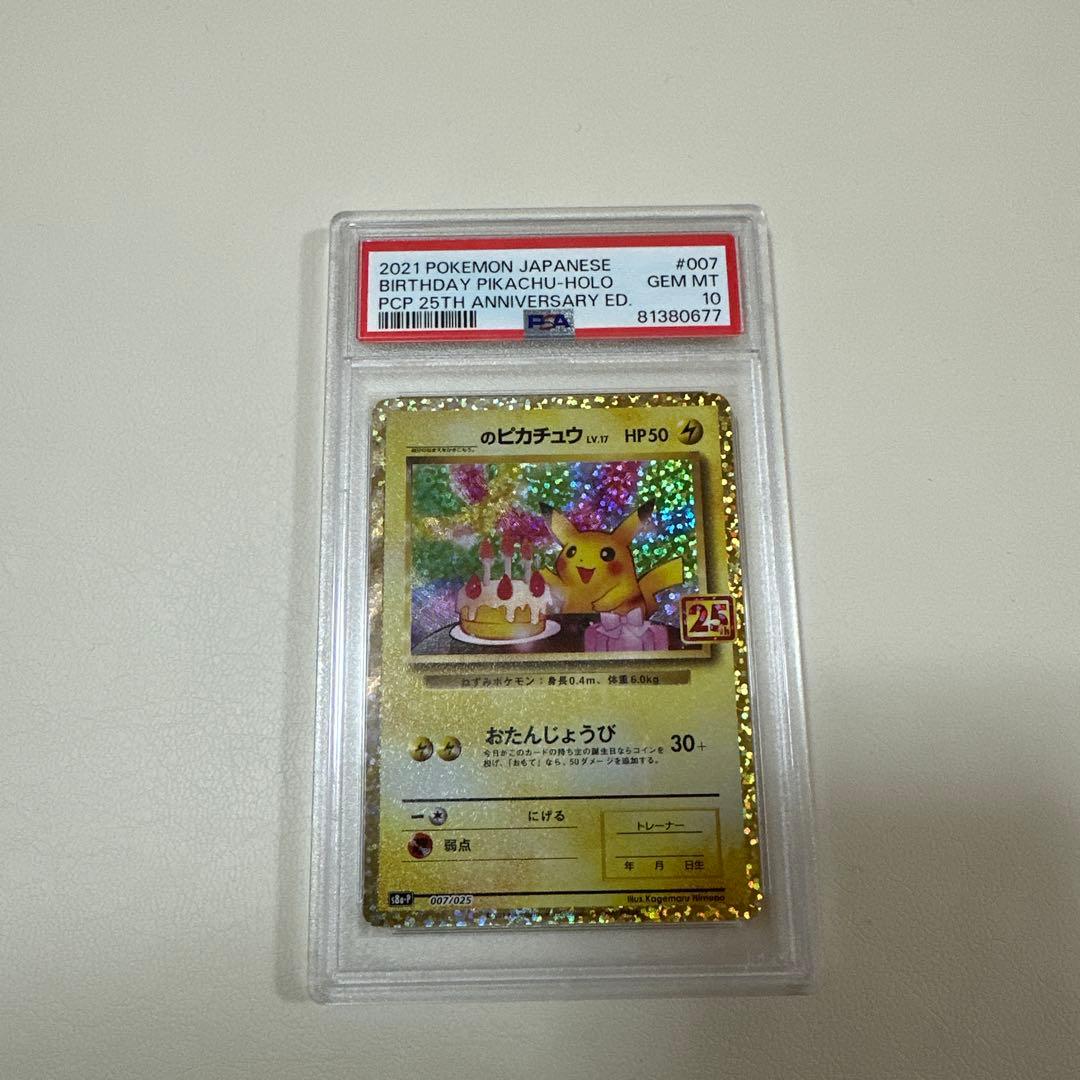 2021 POKEMON JAPANESE #007
BIRTHDAY PIKACHU-HOLO GEM MT
PCP 25TH ANNIVERSARY ED. 10
81380677
PSA
のピカチュウ LV.17 HP50
25TH
ねずみポケモン：身長0.4m、体重6.0kg
おたんじょうび 30+
今日がこのカードの持ち主の誕生日ならコインを
投げ、「おもて」なら、50ダメージを追加する。
にげる
弱点
トレーナー
年 月 日生
s8a-P 007/025
Illus. Kagemaru Himeno